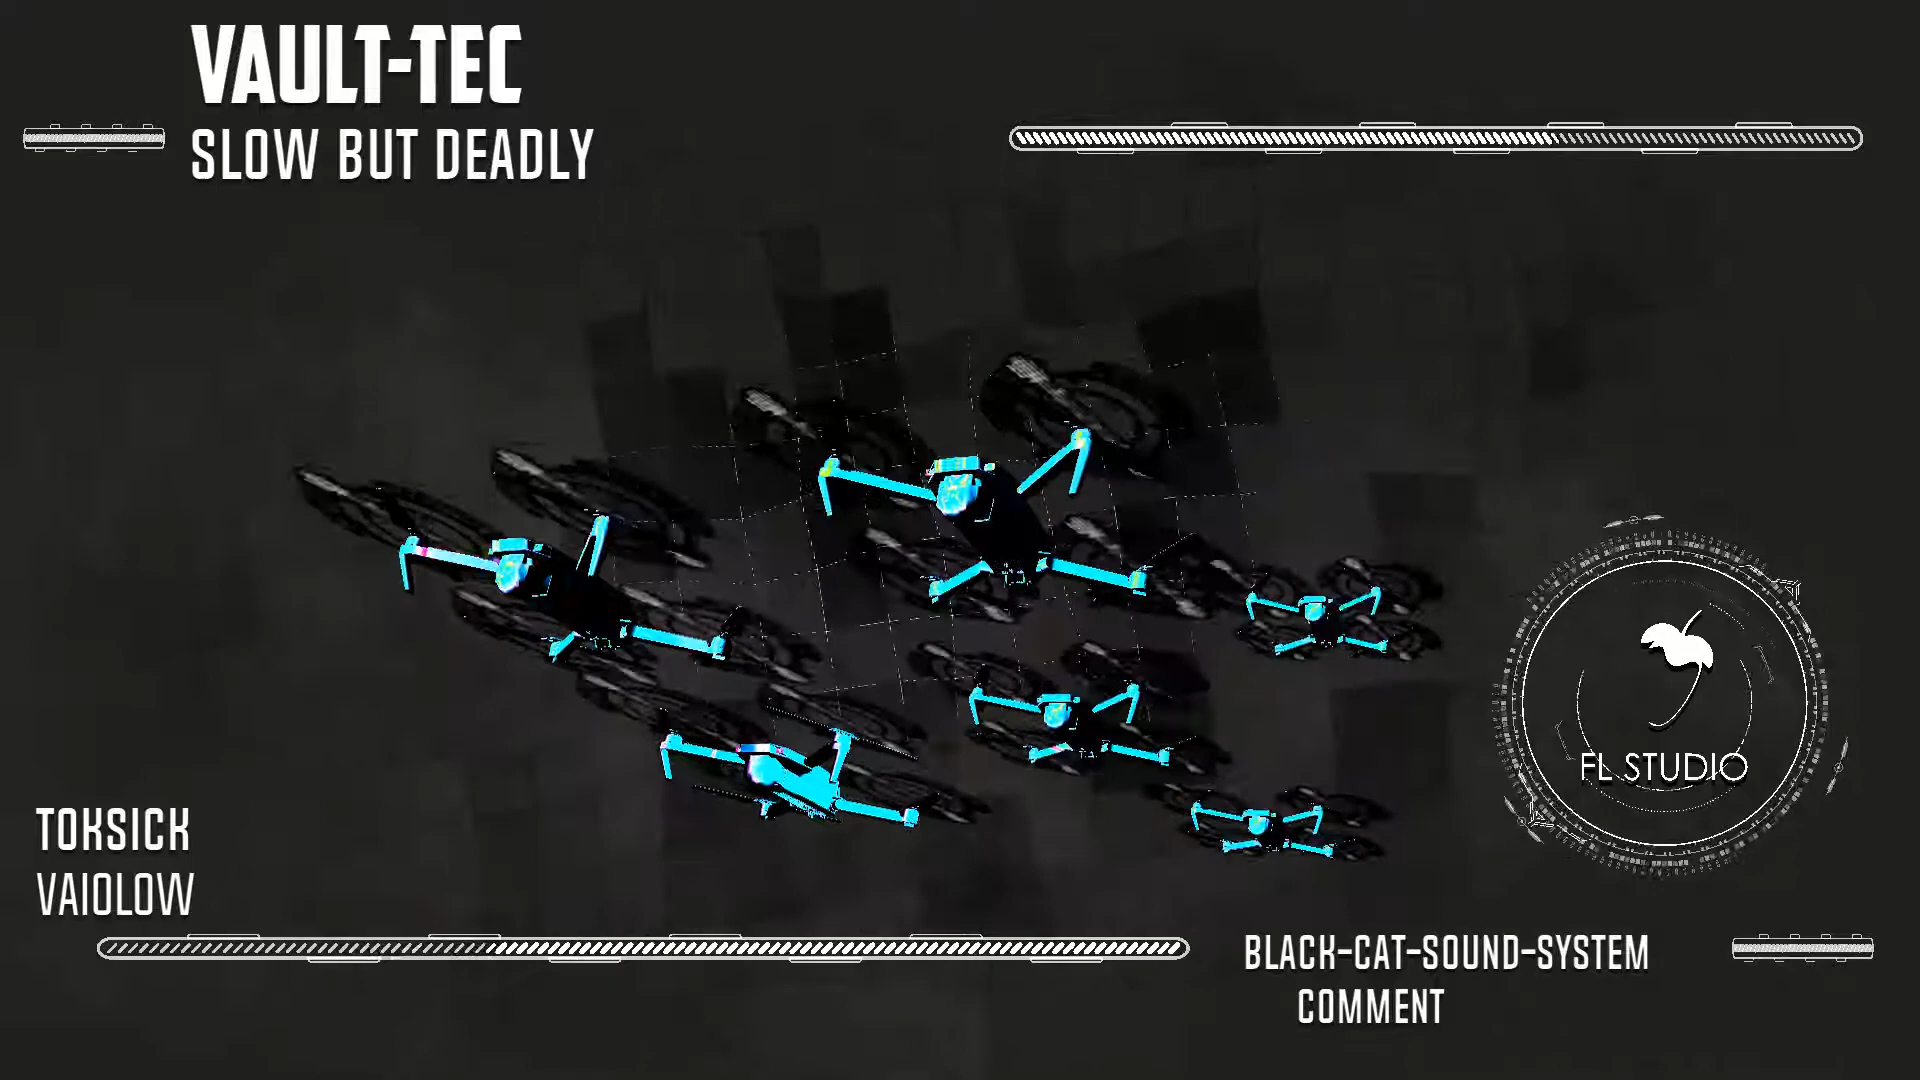 VAULT-TEC
SLOW BUT DEADLY
FL STUDIO
TOKSICK
VAIOLOW
BLACK-CAT-SOUND-SYSTEM
COMMENT